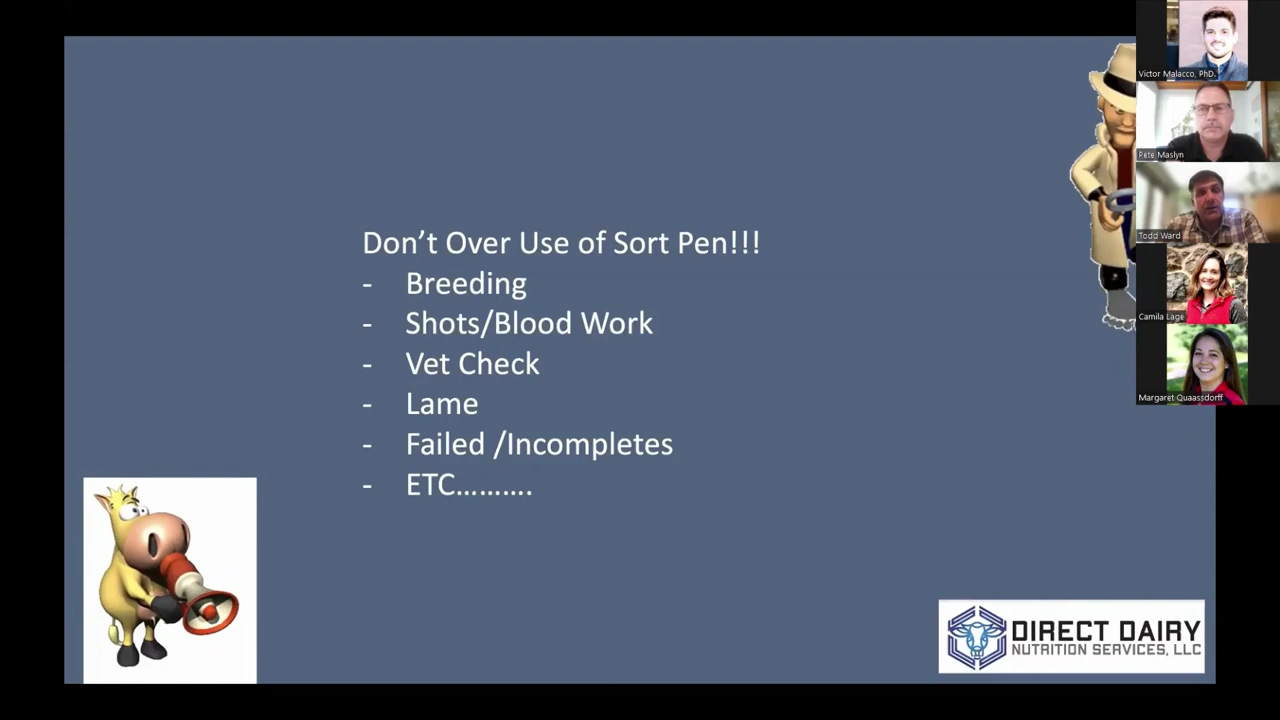 Don't Over Use of Sort Pen!!!
- Breeding
- Shots/Blood Work
- Vet Check
- Lame
- Failed /Incompletes
- ETC……….
DIRECT DAIRY
NUTRITION SERVICES, LLC
Victor Malacco, PhD.
Pete Maslyn
Todd Ward
Camila Lage
Margaret Quaassdorff